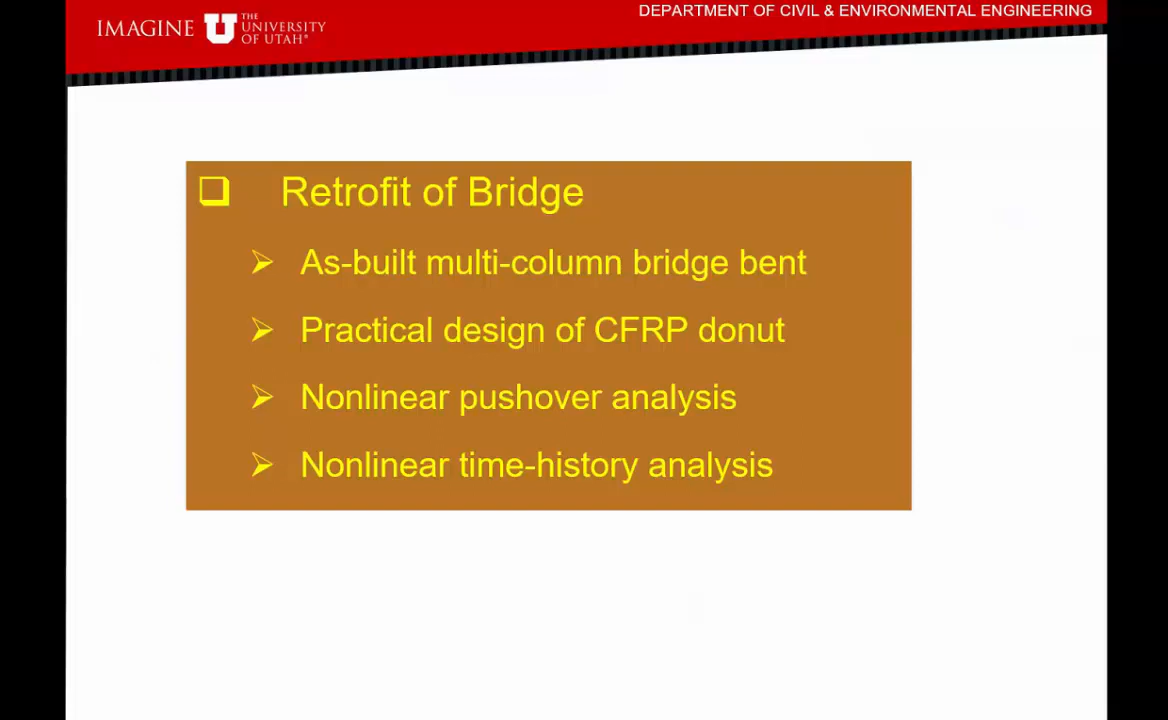 IMAGINE
THE
UNIVERSITY
OF UTAH®
DEPARTMENT OF CIVIL & ENVIRONMENTAL ENGINEERING
Retrofit of Bridge
As-built multi-column bridge bent
Practical design of CFRP donut
Nonlinear pushover analysis
Nonlinear time-history analysis